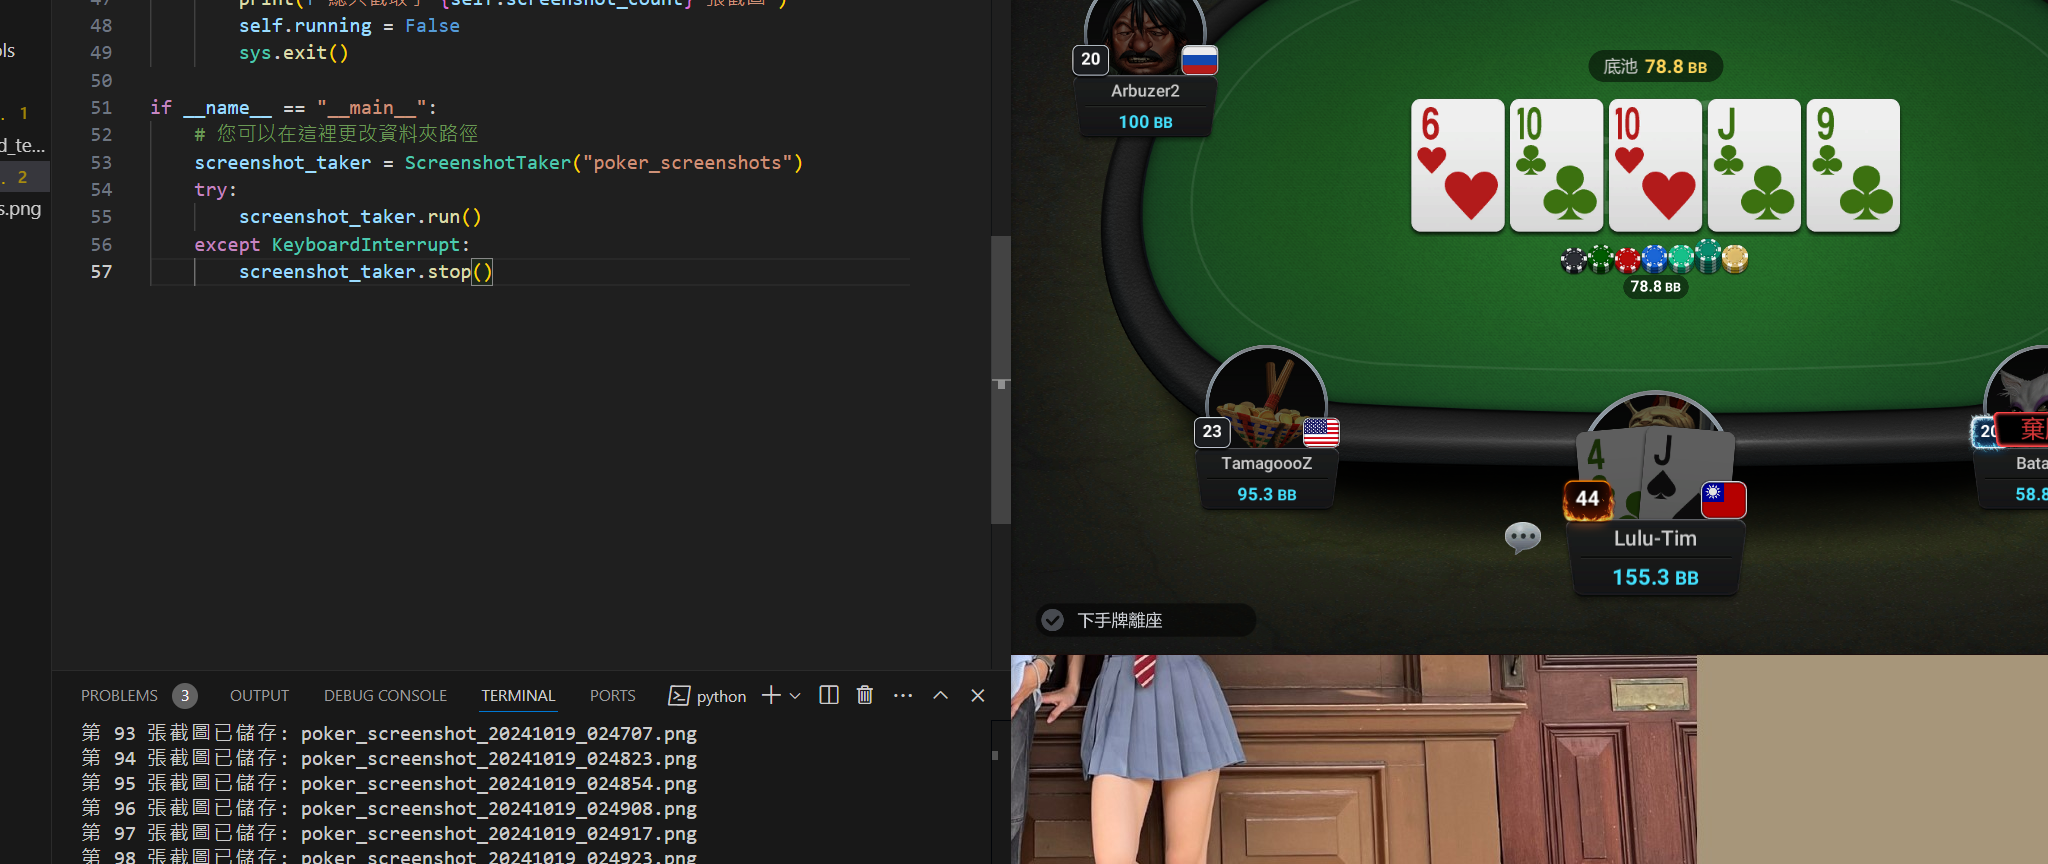 ols
1
d_te...
2
s.png
47 print(f"總共截取了 {self.screenshot_count} 張截圖")
48 self.running = False
49 sys.exit()
50
51 if __name__ == "__main__":
52 # 您可以在這裡更改資料夾路徑
53 screenshot_taker = ScreenshotTaker("poker_screenshots")
54 try:
55 screenshot_taker.run()
56 except KeyboardInterrupt:
57 screenshot_taker.stop()
PROBLEMS 3 OUTPUT DEBUG CONSOLE TERMINAL PORTS python
第 93 張截圖已儲存: poker_screenshot_20241019_024707.png
第 94 張截圖已儲存: poker_screenshot_20241019_024823.png
第 95 張截圖已儲存: poker_screenshot_20241019_024854.png
第 96 張截圖已儲存: poker_screenshot_20241019_024908.png
第 97 張截圖已儲存: poker_screenshot_20241019_024917.png
第 98 張截圖已儲存: poker_screenshot_20241019_024923.png
20
Arbuzer2
100 BB
底池 78.8 BB
6 10 10 J 9
78.8 BB
23
TamagoooZ
95.3 BB
4 J
44
Lulu-Tim
155.3 BB
20
棄
Bata
58.8
下手牌離座